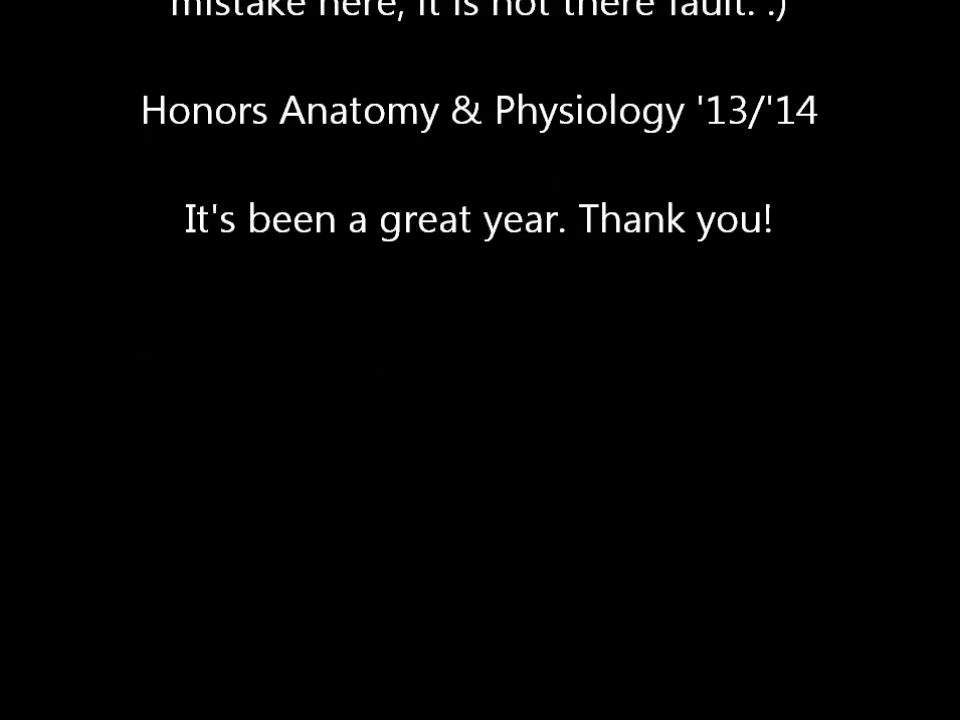 mistake here, it is not there fault. :)
Honors Anatomy & Physiology '13/'14
It's been a great year. Thank you!